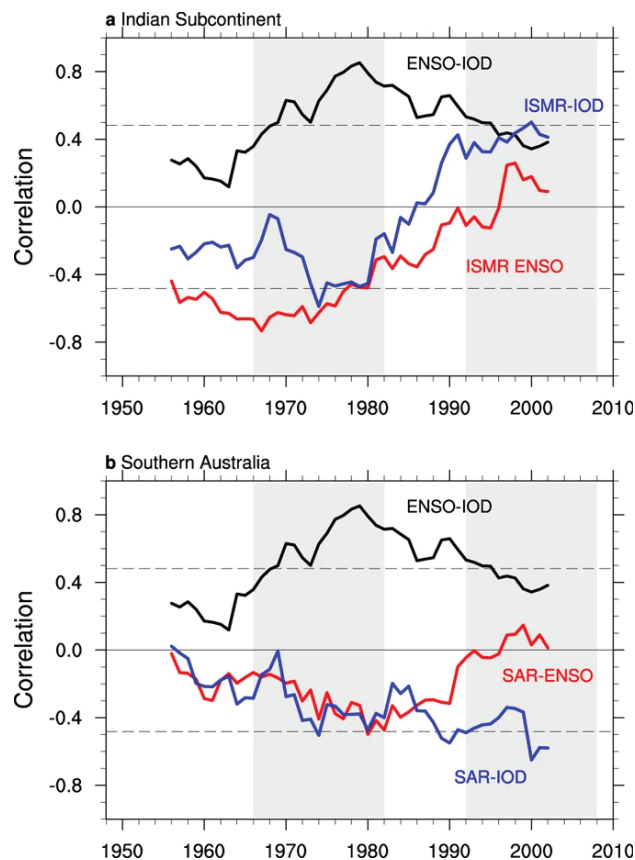 a Indian Subcontinent
ENSO-IOD
0.8
ISMR-IOD
0.4
Correlation
0.0
ISMR ENSO
-0.4
-0.8
1950 1960 1970 1980 1990 2000 2010
b Southern Australia
ENSO-IOD
0.8
0.4
Correlation
0.0
SAR-ENSO
-0.4
SAR-IOD
-0.8
1950 1960 1970 1980 1990 2000 2010